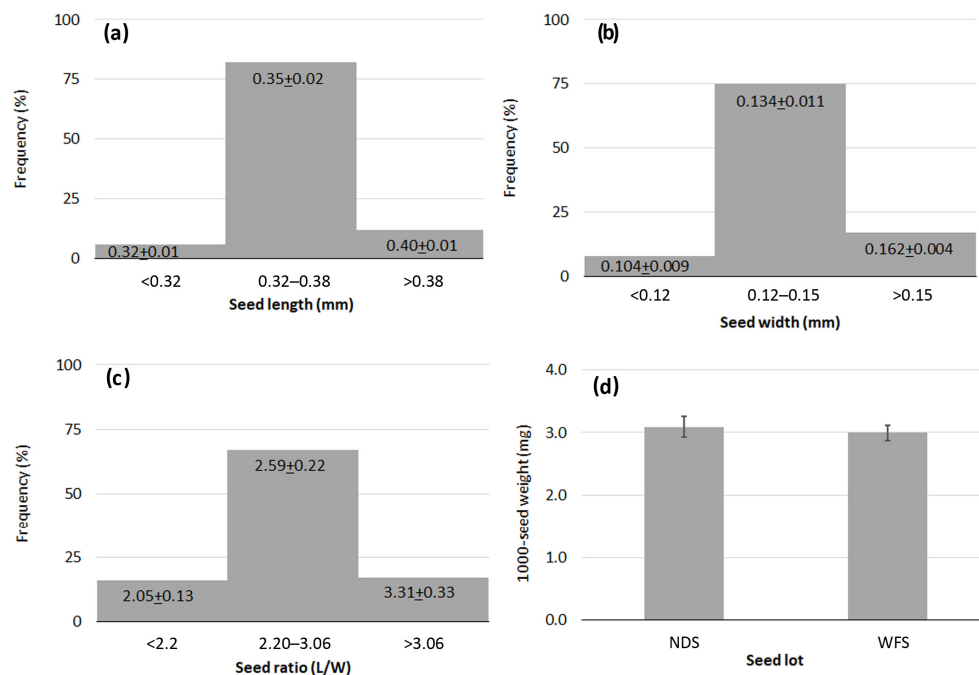 (a)
100
75
50
25
0
Frequency (%)
0.32±0.01
0.35±0.02
0.40±0.01
<0.32
0.32–0.38
>0.38
Seed length (mm)
(b)
100
75
50
25
0
Frequency (%)
0.104±0.009
0.134±0.011
0.162±0.004
<0.12
0.12–0.15
>0.15
Seed width (mm)
(c)
100
75
50
25
0
Frequency (%)
2.05±0.13
2.59±0.22
3.31±0.33
<2.2
2.20–3.06
>3.06
Seed ratio (L/W)
(d)
4.0
3.0
2.0
1.0
0.0
1000-seed weight (mg)
NDS
WFS
Seed lot